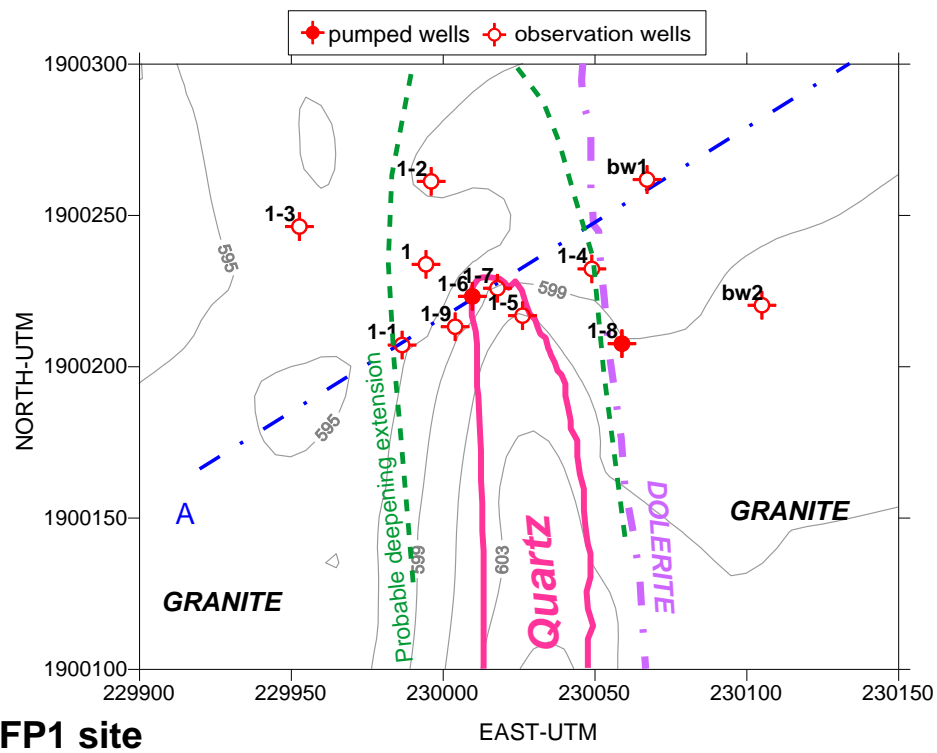 pumped wells observation wells
1900300
1900250
1900200
1900150
1900100
NORTH-UTM
229900 229950 230000 230050 230100 230150
EAST-UTM
FP1 site
1-2
bw1
1-3
1
1-4
1-7
1-6
595
599
bw2
1-5
1-9
1-1
1-8
595
Probable deepening extension
A
DOLERITE
GRANITE
Quartz
599
603
GRANITE